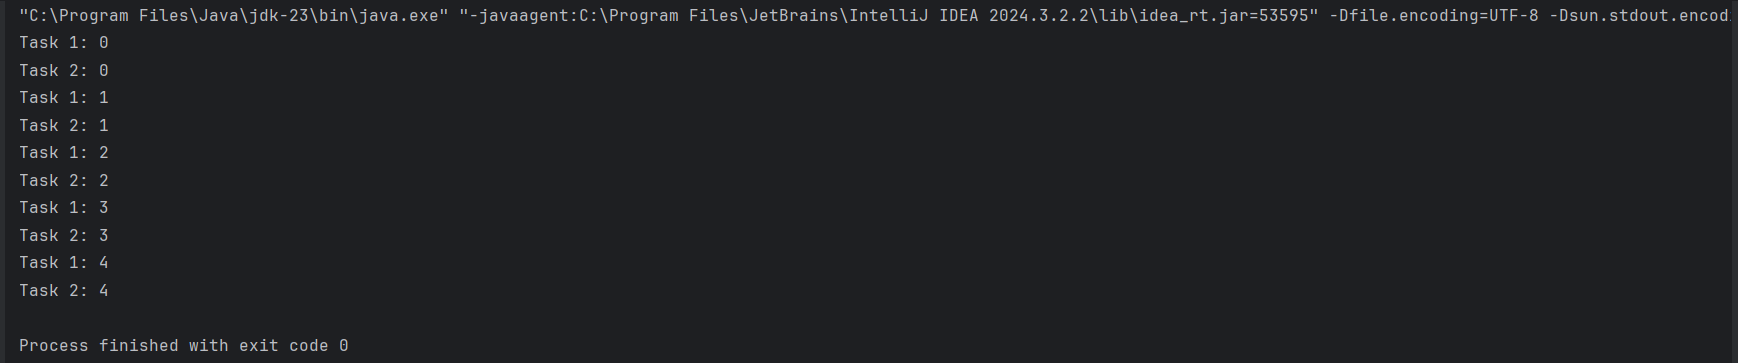 "C:\Program Files\Java\jdk-23\bin\java.exe" "-javaagent:C:\Program Files\JetBrains\IntelliJ IDEA 2024.3.2.2\lib\idea_rt.jar=53595" -Dfile.encoding=UTF-8 -Dsun.stdout.encodi
Task 1: 0
Task 2: 0
Task 1: 1
Task 2: 1
Task 1: 2
Task 2: 2
Task 1: 3
Task 2: 3
Task 1: 4
Task 2: 4
Process finished with exit code 0